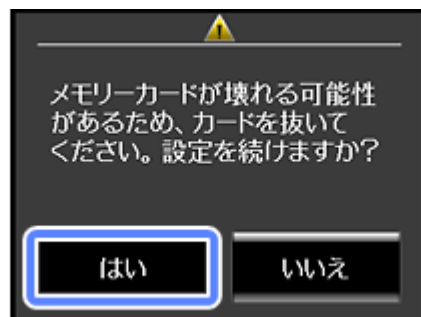 メモリーカードが壊れる可能性
があるため、カードを抜いて
ください。設定を続けますか?
はい
いいえ